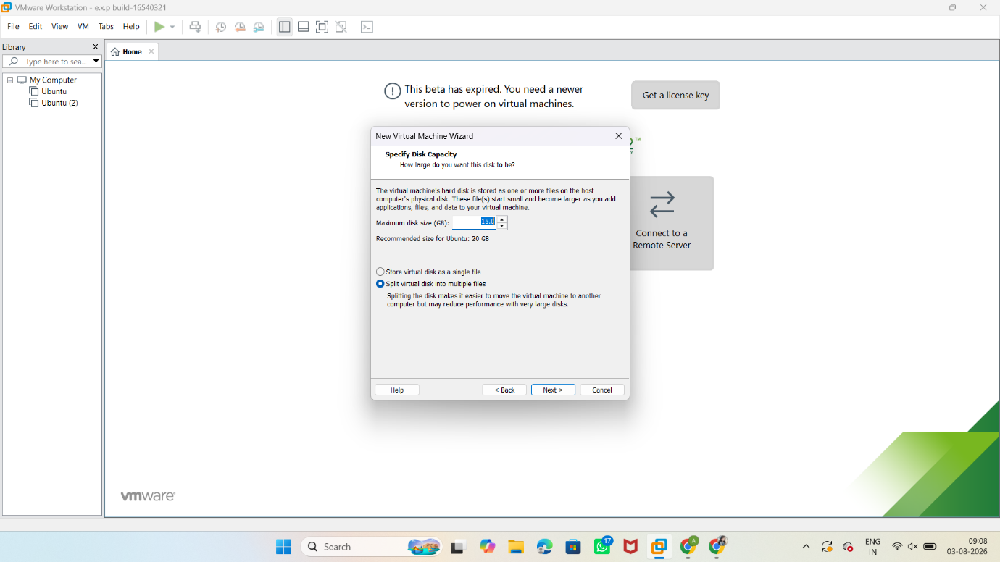 VMware Workstation - e.x.p build-16540321
File Edit View VM Tabs Help
Library
Type here to sea...
My Computer
Ubuntu
Ubuntu (2)
Home
This beta has expired. You need a newer
version to power on virtual machines.
Get a license key
TM
New Virtual Machine Wizard
Specify Disk Capacity
How large do you want this disk to be?
The virtual machine's hard disk is stored as one or more files on the host
computer's physical disk. These file(s) start small and become larger as you add
applications, files, and data to your virtual machine.
Maximum disk size (GB): 15.0
Recommended size for Ubuntu: 20 GB
Store virtual disk as a single file
Split virtual disk into multiple files
Splitting the disk makes it easier to move the virtual machine to another
computer but may reduce performance with very large disks.
Help < Back Next > Cancel
Connect to a
Remote Server
vmware
Search
17
A
ENG
IN
09:08
03-08-2026